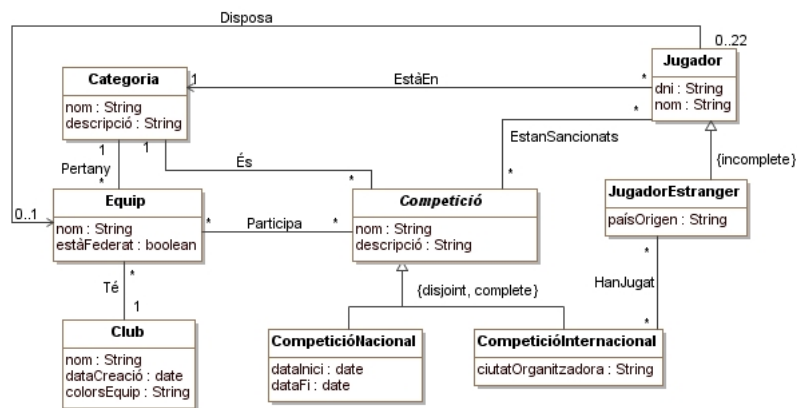 Disposa
0..22
Jugador
dni : String
nom : String
Categoria
nom : String
descripció : String
1
EstàEn
*
*
EstanSancionats
*
{incomplete}
1
Pertany
*
1
És
*
JugadorEstranger
paísOrigen : String
*
0..1
Equip
nom : String
estàFederat : boolean
*
Participa
*
Competició
nom : String
descripció : String
*
Té
1
{disjoint, complete}
HanJugat
*
Club
nom : String
dataCreació : date
colorsEquip : String
CompeticióNacional
dataInici : date
dataFi : date
CompeticióInternacional
ciutatOrganitzadora : String